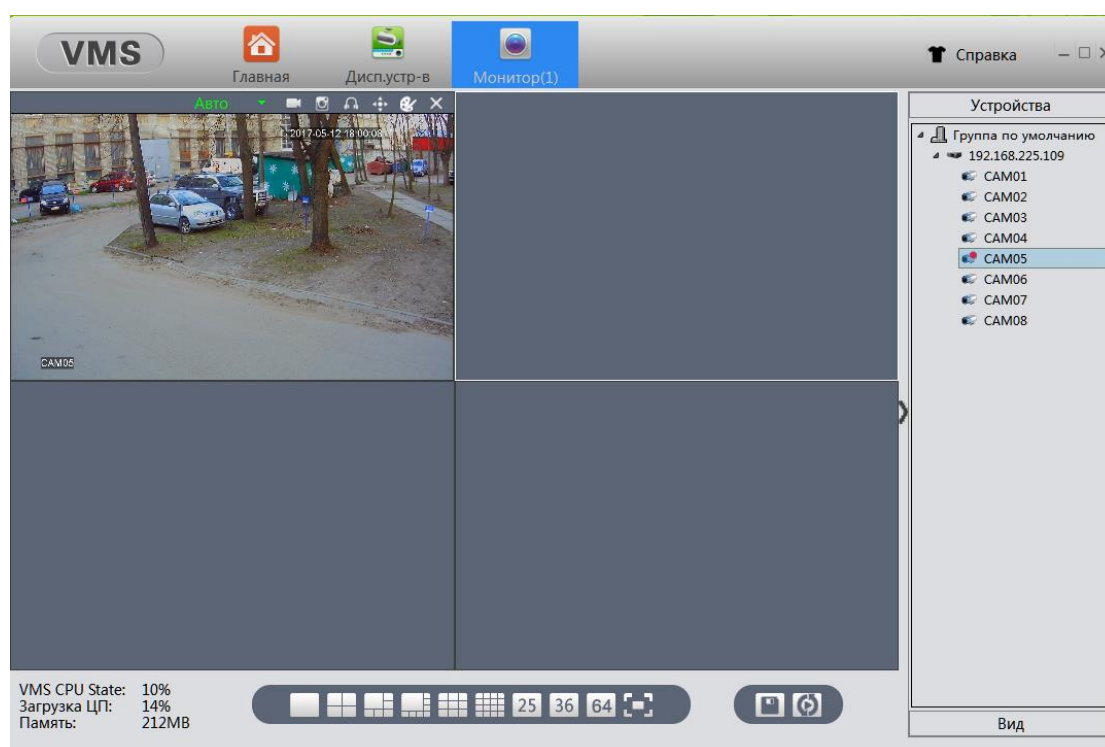 VMS
Главная
Дисп.устр-в
Монитор(1)
Справка
Авто
2017-05-12 18:00:08
CAM05
Устройства
Группа по умолчанию
192.168.225.109
CAM01
CAM02
CAM03
CAM04
CAM05
CAM06
CAM07
CAM08
VMS CPU State: 10%
Загрузка ЦП: 14%
Память: 212MB
25 36 64
Вид